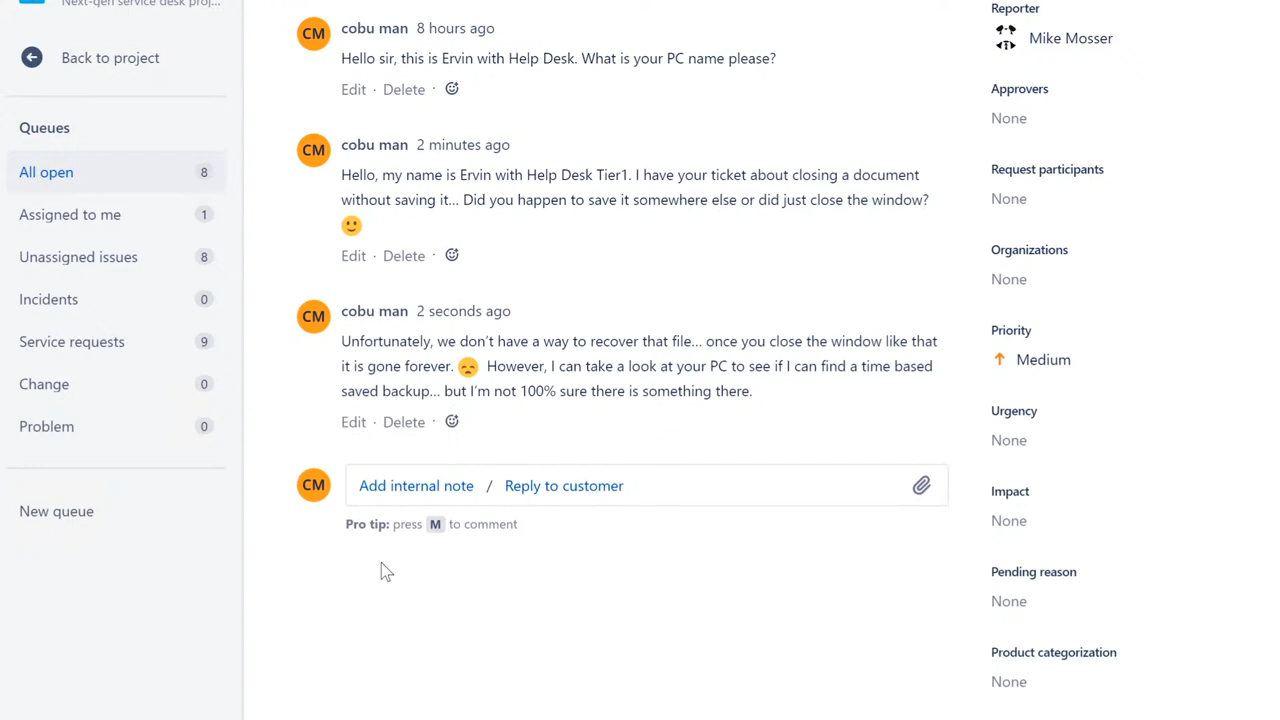 Next-gen service desk proj...
Back to project
Queues
All open 8
Assigned to me 1
Unassigned issues 8
Incidents 0
Service requests 9
Change 0
Problem 0
New queue
CM cobu man 8 hours ago
Hello sir, this is Ervin with Help Desk. What is your PC name please?
Edit · Delete ·
CM cobu man 2 minutes ago
Hello, my name is Ervin with Help Desk Tier1. I have your ticket about closing a document
without saving it... Did you happen to save it somewhere else or did just close the window?
Edit · Delete ·
CM cobu man 2 seconds ago
Unfortunately, we don't have a way to recover that file... once you close the window like that
it is gone forever. However, I can take a look at your PC to see if I can find a time based
saved backup... but I'm not 100% sure there is something there.
Edit · Delete ·
CM Add internal note / Reply to customer
Pro tip: press M to comment
Reporter
Mike Mosser
Approvers
None
Request participants
None
Organizations
None
Priority
Medium
Urgency
None
Impact
None
Pending reason
None
Product categorization
None